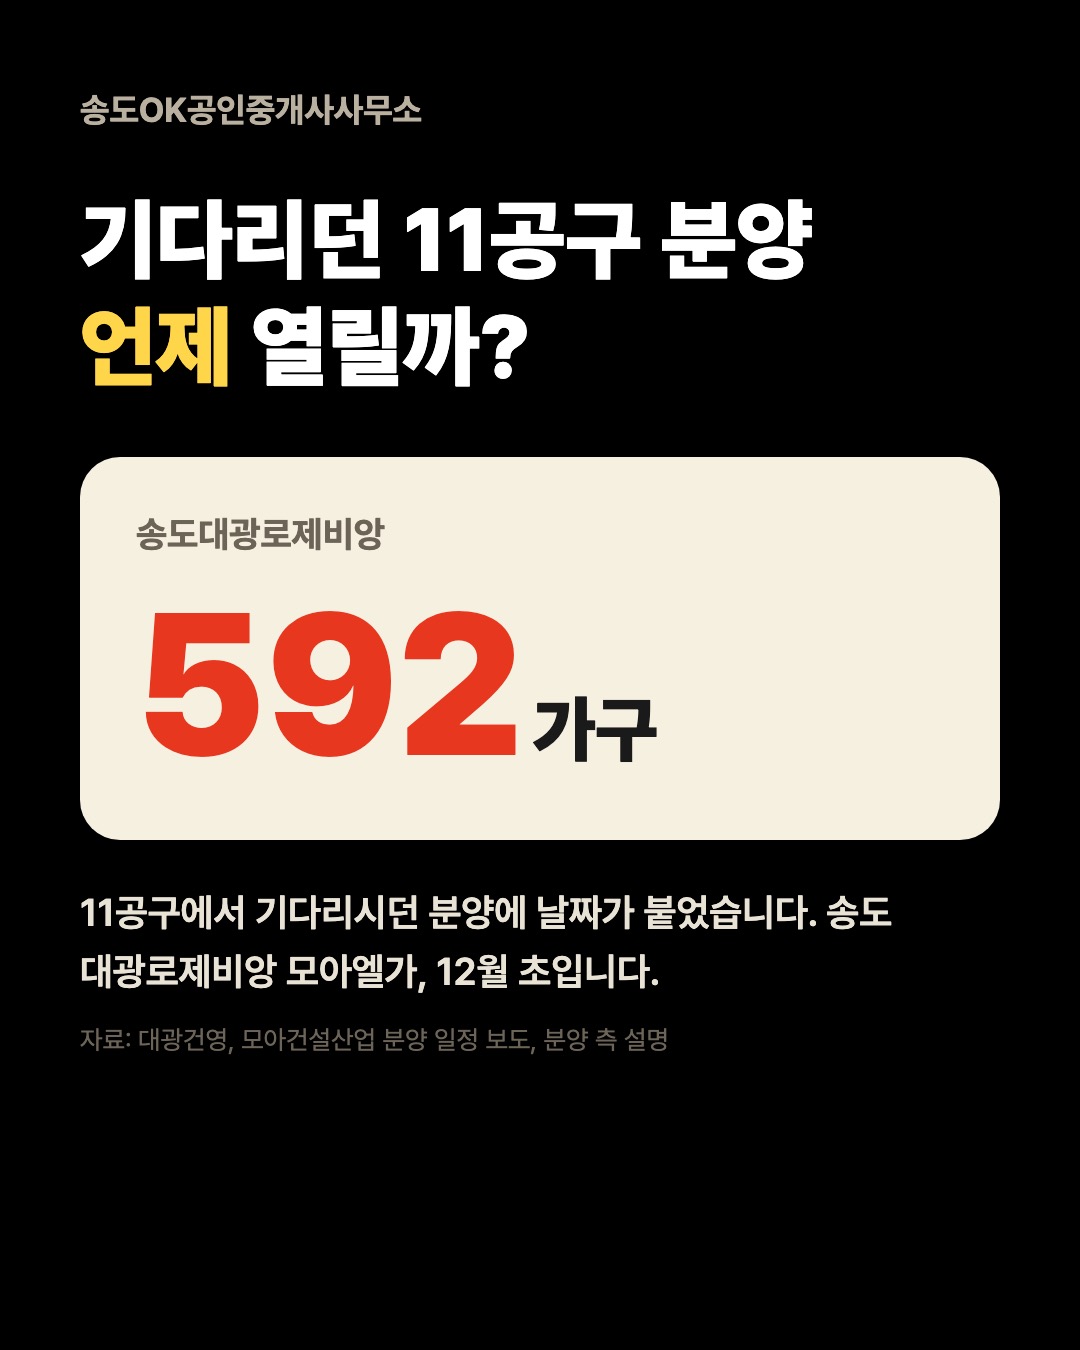 송도OK공인중개사사무소
기다리던 11공구 분양
언제 열릴까?
송도대광로제비앙
592 가구
11공구에서 기다리시던 분양에 날짜가 붙었습니다. 송도
대광로제비앙 모아엘가, 12월 초입니다.
자료: 대광건영, 모아건설산업 분양 일정 보도, 분양 측 설명